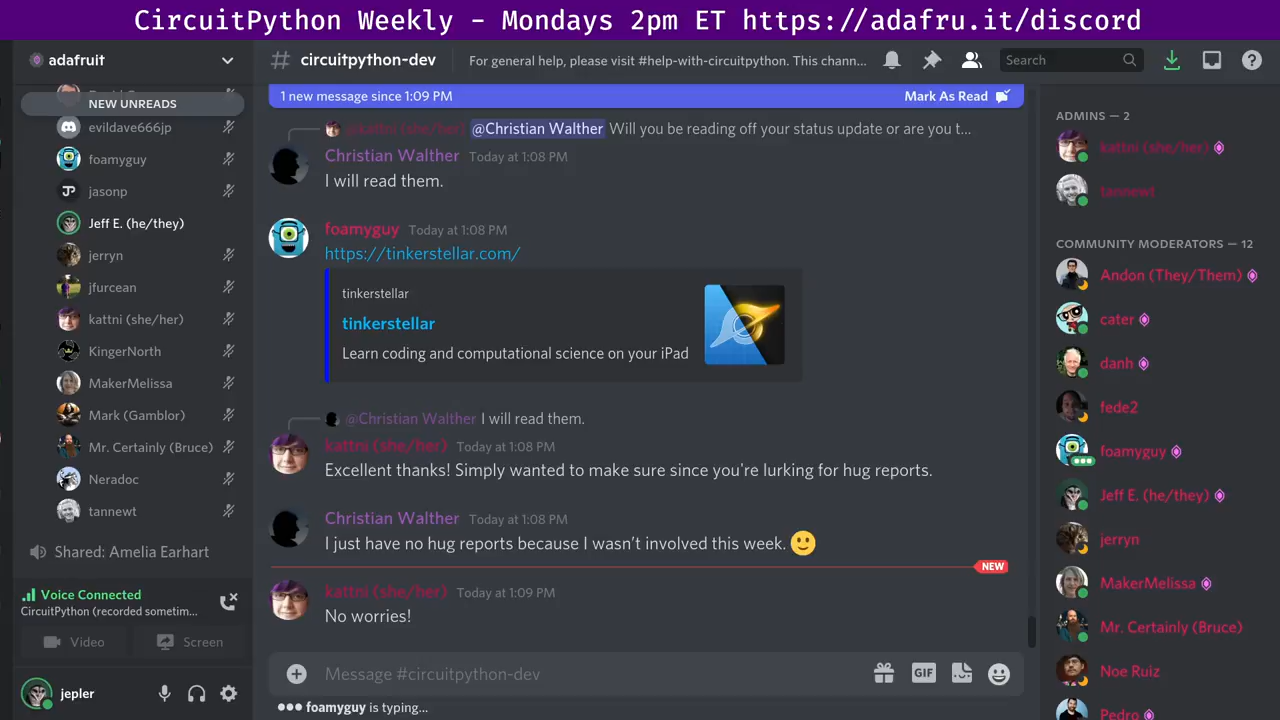 CircuitPython Weekly - Mondays 2pm ET https://adafru.it/discord
adafruit
NEW UNREADS
evildave666jp
foamyguy
jasonp
Jeff E. (he/they)
jerryn
jfurcean
kattni (she/her)
KingerNorth
MakerMelissa
Mark (Gamblor)
Mr. Certainly (Bruce)
Neradoc
tannewt
Shared: Amelia Earhart
Voice Connected
CircuitPython (recorded sometim...
Video
Screen
jepler
# circuitpython-dev
For general help, please visit #help-with-circuitpython. This chann...
Search
1 new message since 1:09 PM
Mark As Read
@kattni (she/her) @Christian Walther Will you be reading off your status update or are you t...
Christian Walther Today at 1:08 PM
I will read them.
foamyguy Today at 1:08 PM
https://tinkerstellar.com/
tinkerstellar
tinkerstellar
Learn coding and computational science on your iPad
@Christian Walther I will read them.
kattni (she/her) Today at 1:08 PM
Excellent thanks! Simply wanted to make sure since you're lurking for hug reports.
Christian Walther Today at 1:08 PM
I just have no hug reports because I wasn't involved this week. 🙂
NEW
kattni (she/her) Today at 1:09 PM
No worries!
Message #circuitpython-dev
GIF
foamyguy is typing...
ADMINS — 2
kattni (she/her)
tannewt
COMMUNITY MODERATORS — 12
Andon (They/Them)
cater
danh
fede2
foamyguy
Jeff E. (he/they)
jerryn
MakerMelissa
Mr. Certainly (Bruce)
Noe Ruiz
Pedro